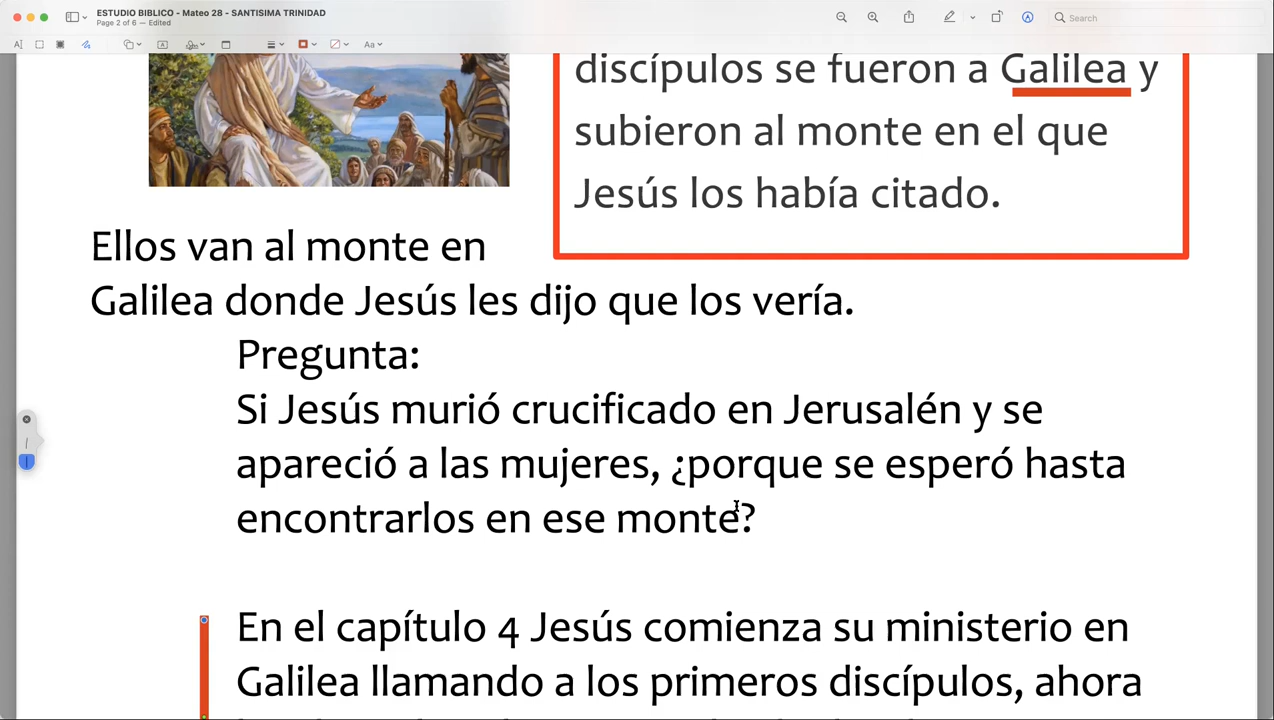 ESTUDIO BIBLICO - Mateo 28 - SANTISIMA TRINIDAD
Page 2 of 6 — Edited
Search
Aa
discípulos se fueron a Galilea y
subieron al monte en el que
Jesús los había citado.
Ellos van al monte en
Galilea donde Jesús les dijo que los vería.
Pregunta:
Si Jesús murió crucificado en Jerusalén y se
apareció a las mujeres, ¿porque se esperó hasta
encontrarlos en ese monte?
En el capítulo 4 Jesús comienza su ministerio en
Galilea llamando a los primeros discípulos, ahora